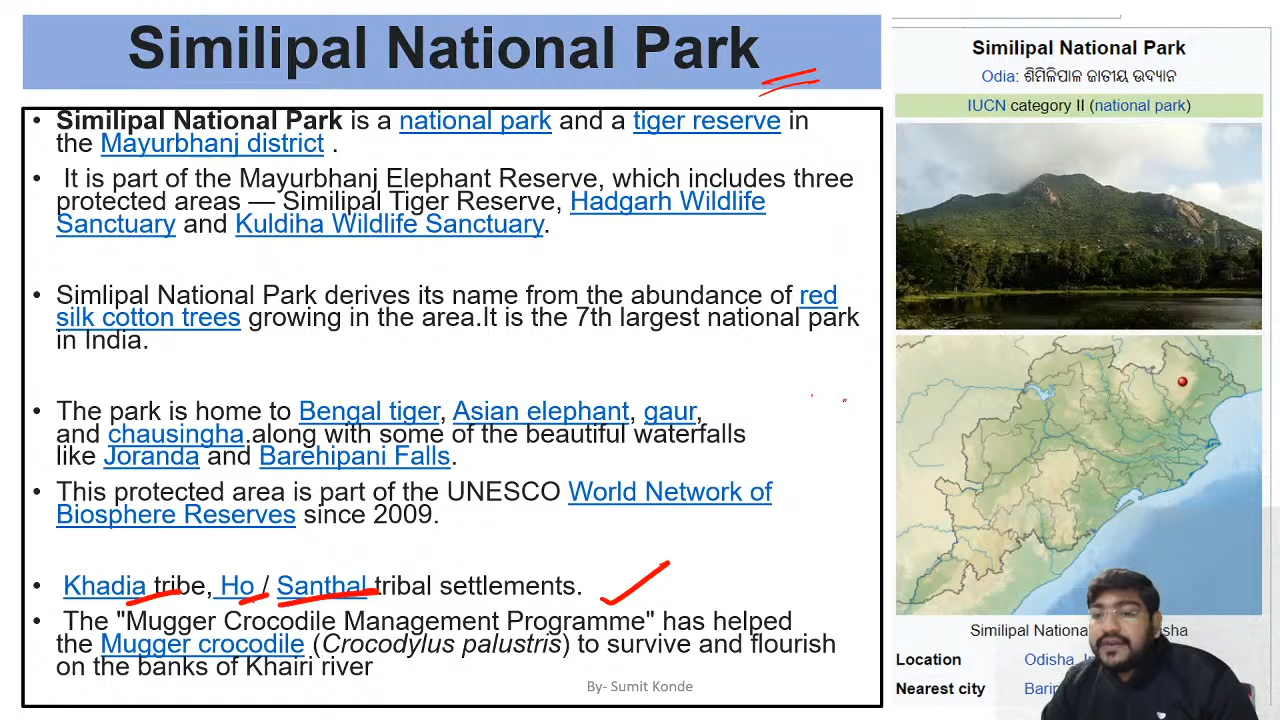 Similipal National Park
• Similipal National Park is a national park and a tiger reserve in
the Mayurbhanj district .
• It is part of the Mayurbhanj Elephant Reserve, which includes three
protected areas — Similipal Tiger Reserve, Hadgarh Wildlife
Sanctuary and Kuldiha Wildlife Sanctuary.
• Simlipal National Park derives its name from the abundance of red
silk cotton trees growing in the area.It is the 7th largest national park
in India.
• The park is home to Bengal tiger, Asian elephant, gaur,
and chausingha.along with some of the beautiful waterfalls
like Joranda and Barehipani Falls.
• This protected area is part of the UNESCO World Network of
Biosphere Reserves since 2009.
• Khadia tribe, Ho / Santhal tribal settlements.
• The "Mugger Crocodile Management Programme" has helped
the Mugger crocodile (Crocodylus palustris) to survive and flourish
on the banks of Khairi river
By- Sumit Konde
Similipal National Park
Odia: ଶିମିଳିପାଳ ଜାତୀୟ ଉଦ୍ୟାନ
IUCN category II (national park)
Similipal Nationa
Location Odisha,
Nearest city